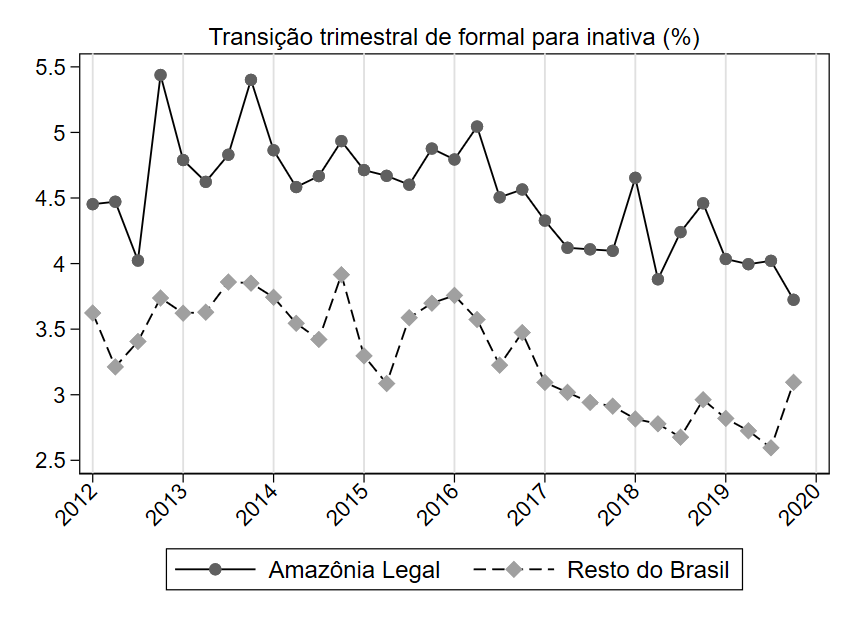 Transição trimestral de formal para inativa (%)
5.5
5
4.5
4
3.5
3
2.5
2012 2013 2014 2015 2016 2017 2018 2019 2020
Amazônia Legal Resto do Brasil